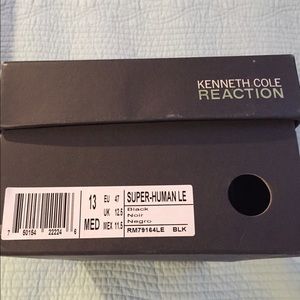 KENNETH COLE
REACTION
13 EU 47 SUPER-HUMAN LE
UK 12.5 Black
Noir
MED MEX 11.5 Negro
7 50184 22224 6 RM79164LE BLK